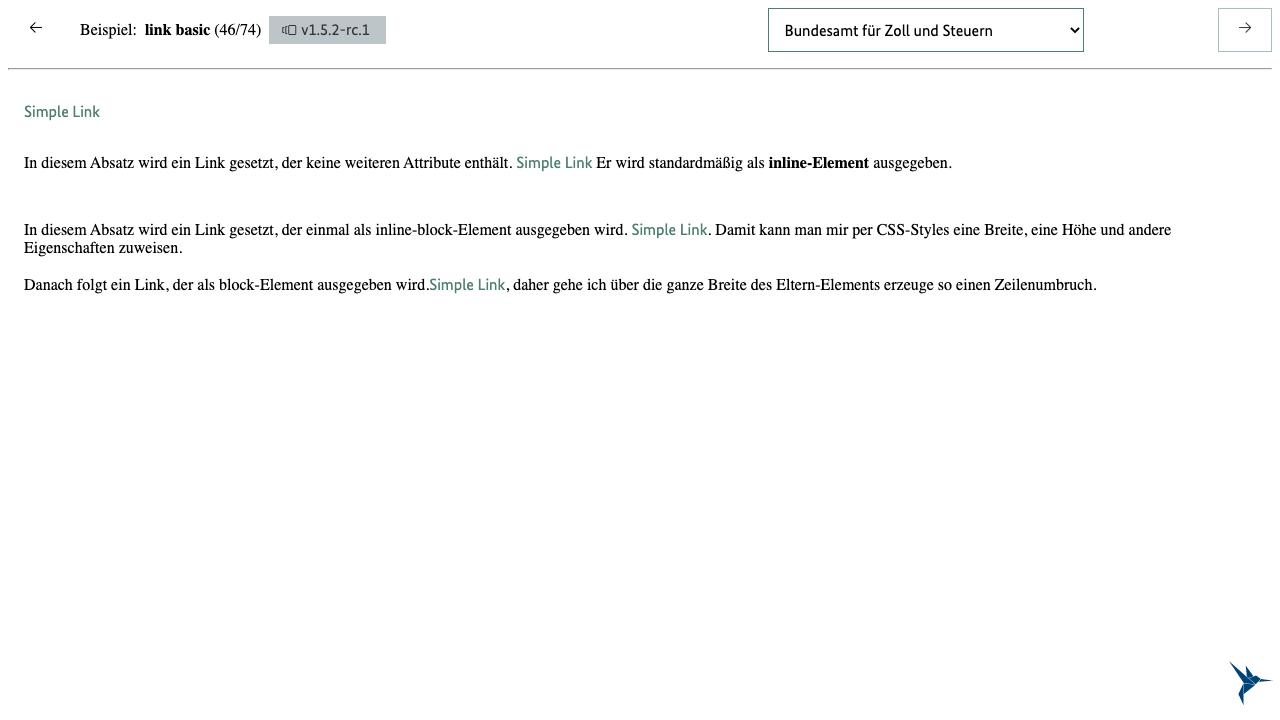 Beispiel: link basic (46/74) v1.5.2-rc.1 Bundesamt für Zoll und Steuern
Simple Link
In diesem Absatz wird ein Link gesetzt, der keine weiteren Attribute enthält. Simple Link Er wird standardmäßig als inline-Element ausgegeben.
In diesem Absatz wird ein Link gesetzt, der einmal als inline-block-Element ausgegeben wird. Simple Link. Damit kann man mir per CSS-Styles eine Breite, eine Höhe und andere
Eigenschaften zuweisen.
Danach folgt ein Link, der als block-Element ausgegeben wird.Simple Link, daher gehe ich über die ganze Breite des Eltern-Elements erzeuge so einen Zeilenumbruch.